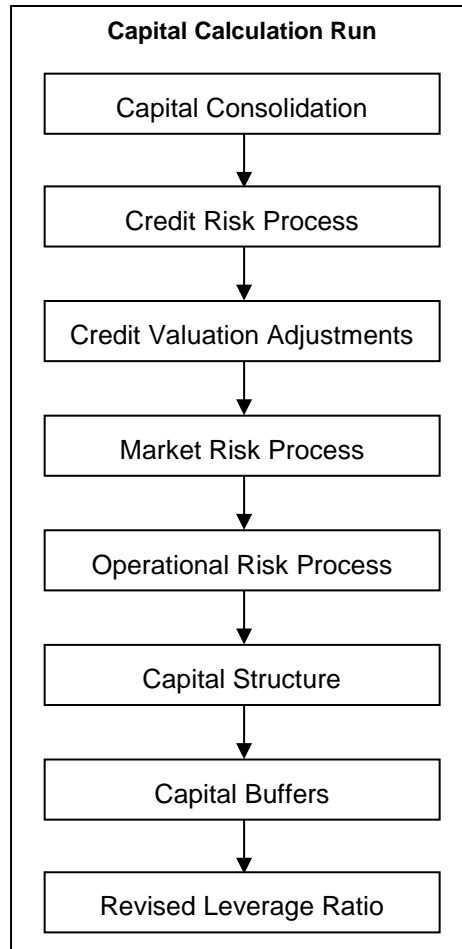 Capital Calculation Run
Capital Consolidation
Credit Risk Process
Credit Valuation Adjustments
Market Risk Process
Operational Risk Process
Capital Structure
Capital Buffers
Revised Leverage Ratio